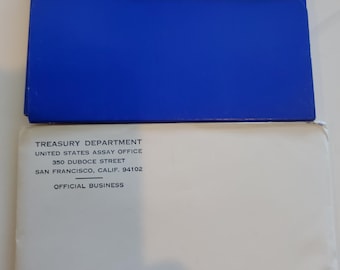 TREASURY DEPARTMENT
UNITED STATES ASSAY OFFICE
350 DUBOCE STREET
SAN FRANCISCO, CALIF. 94102
OFFICIAL BUSINESS